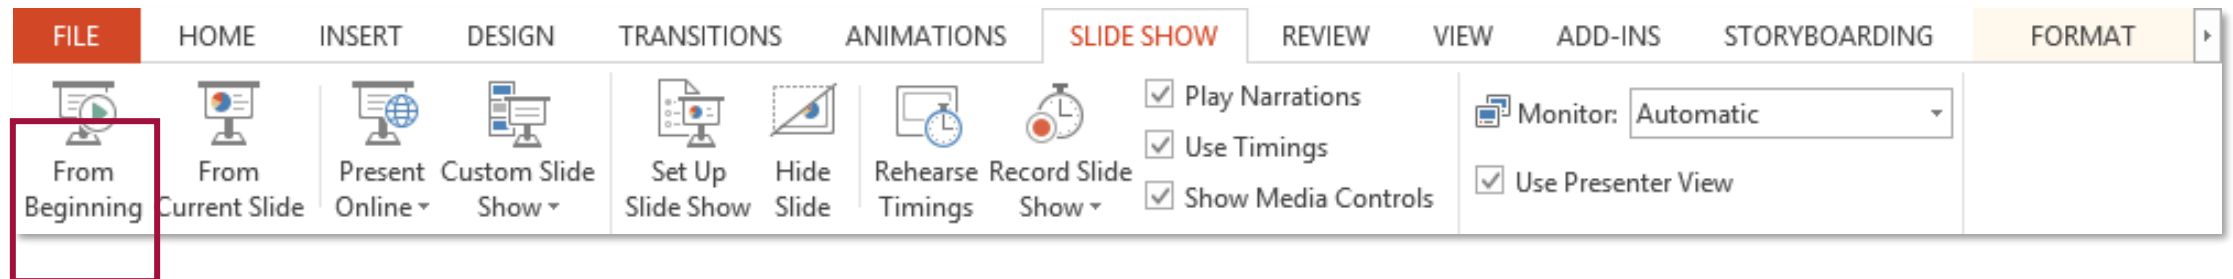 FILE HOME INSERT DESIGN TRANSITIONS ANIMATIONS SLIDE SHOW REVIEW VIEW ADD-INS STORYBOARDING FORMAT
From
Beginning
From
Current Slide
Present
Online
Custom Slide
Show
Set Up
Slide Show
Hide
Slide
Rehearse
Timings
Record Slide
Show
Play Narrations
Use Timings
Show Media Controls
Monitor: Automatic
Use Presenter View